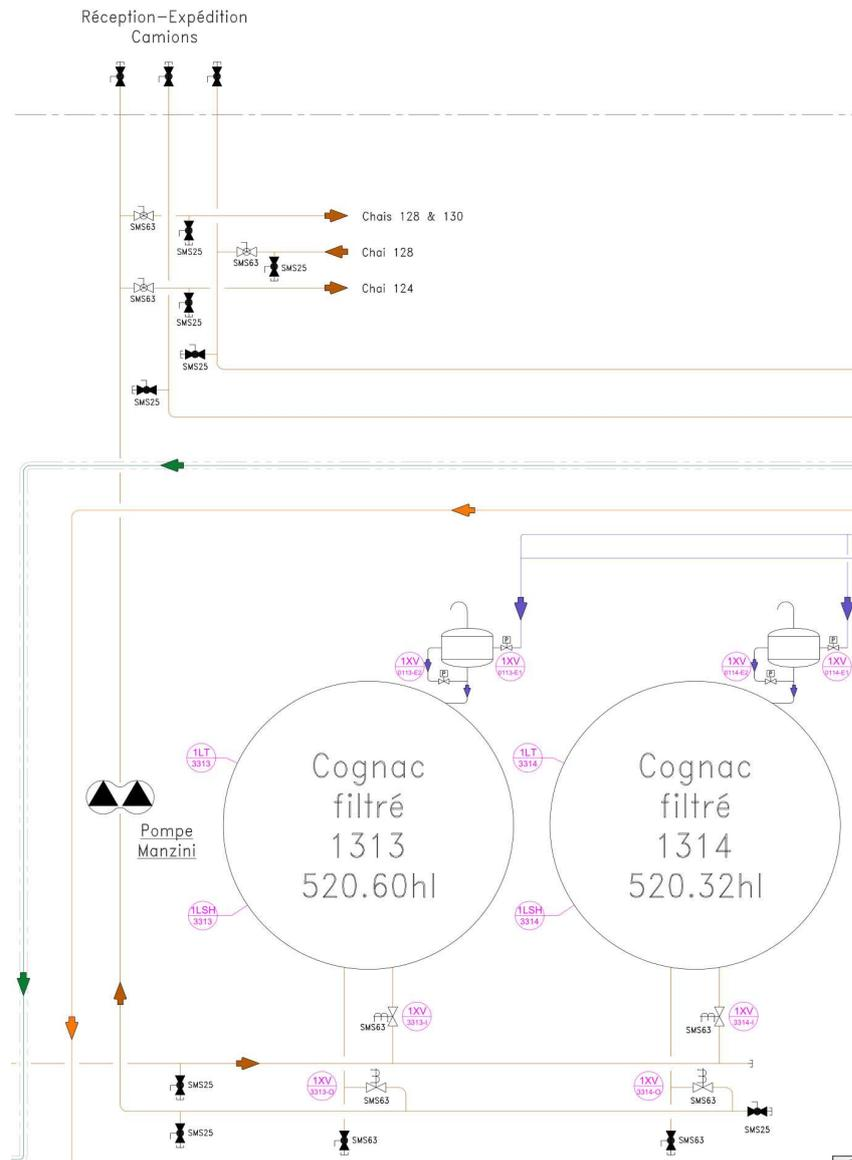 Réception-Expédition
Camions
Chais 128 & 130
SMS63
SMS25
Chai 128
SMS63
SMS25
Chai 124
SMS63
SMS25
SMS25
SMS25
P
P
1XV
0113-E2
1XV
0113-E1
P
P
1XV
0114-E2
1XV
0114-E1
1LT
3313
1LT
3314
Cognac
filtré
1313
520.60hl
Cognac
filtré
1314
520.32hl
Pompe
Manzini
1LSH
3313
1LSH
3314
1XV
3313-I
SMS63
1XV
3314-I
SMS63
SMS25
1XV
3313-O
SMS63
1XV
3314-O
SMS63
SMS25
SMS63
SMS63
SMS25